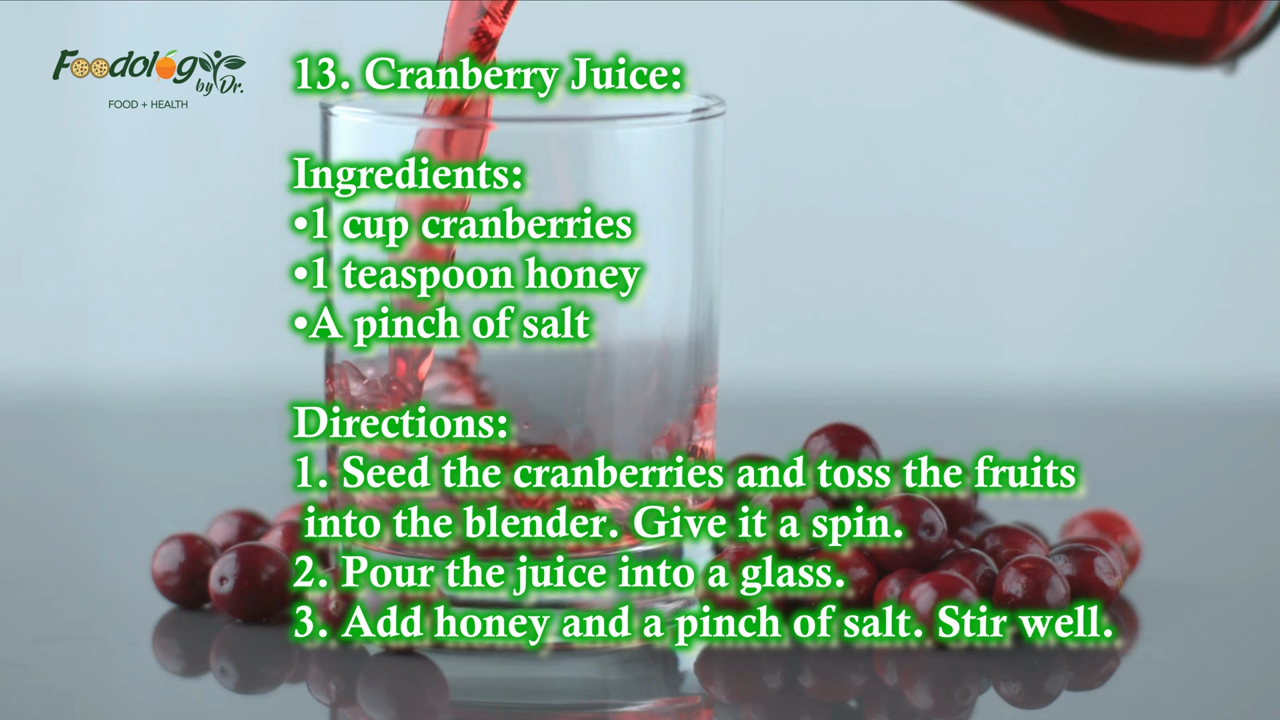 Foodology
by Dr.
FOOD + HEALTH
13. Cranberry Juice:
Ingredients:
•1 cup cranberries
•1 teaspoon honey
•A pinch of salt
Directions:
1. Seed the cranberries and toss the fruits
into the blender. Give it a spin.
2. Pour the juice into a glass.
3. Add honey and a pinch of salt. Stir well.